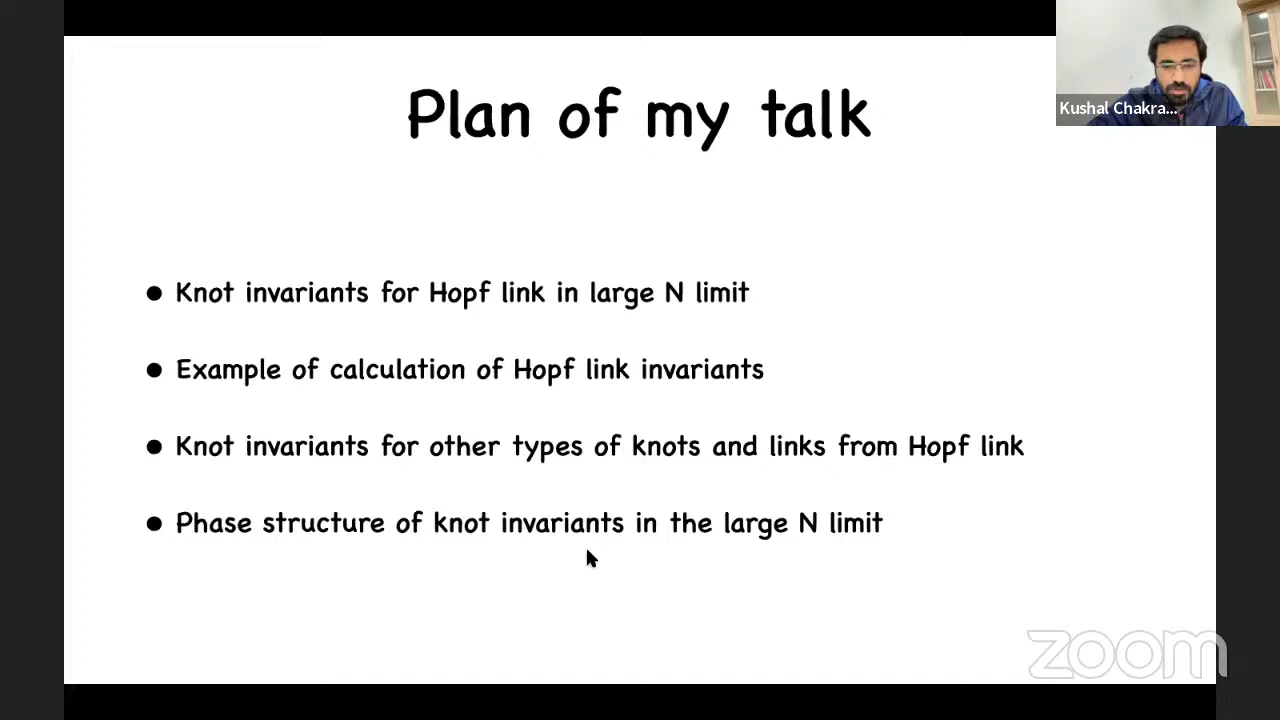 Plan of my talk
Kushal Chakra...
● Knot invariants for Hopf link in large N limit
● Example of calculation of Hopf link invariants
● Knot invariants for other types of knots and links from Hopf link
● Phase structure of knot invariants in the large N limit
zoom